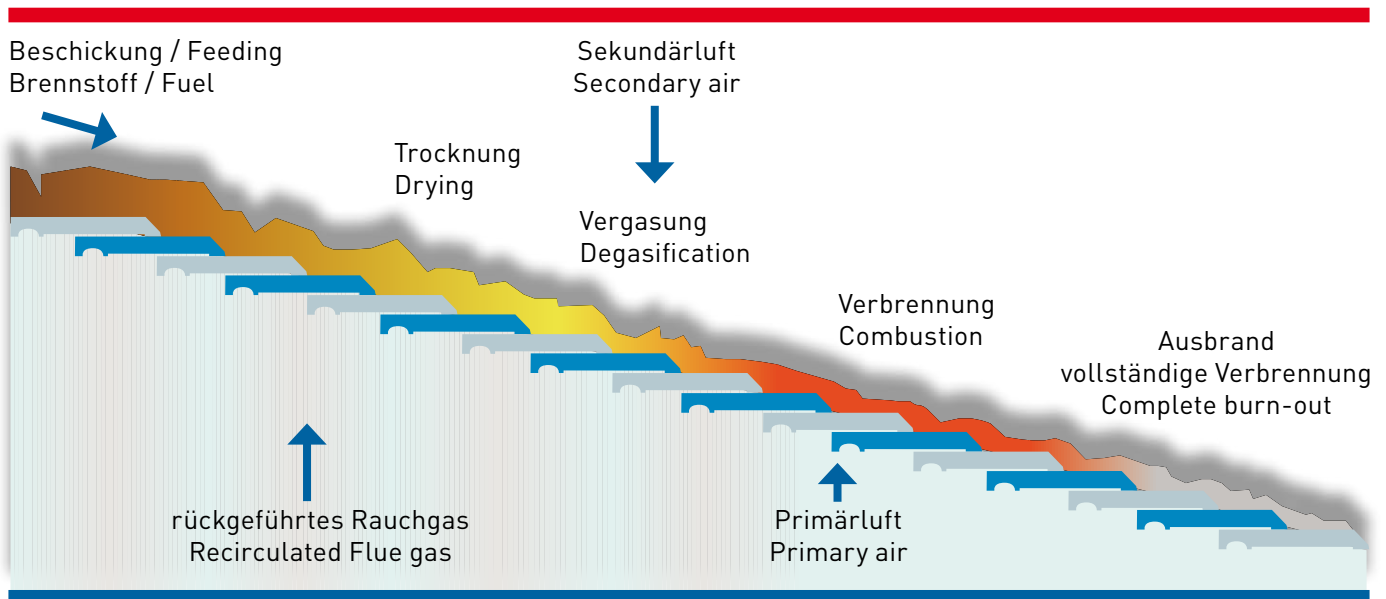 Beschickung / Feeding
Brennstoff / Fuel
Sekundärluft
Secondary air
Trocknung
Drying
Vergasung
Degasification
Verbrennung
Combustion
Ausbrand
vollständige Verbrennung
Complete burn-out
rückgeführtes Rauchgas
Recirculated Flue gas
Primärluft
Primary air